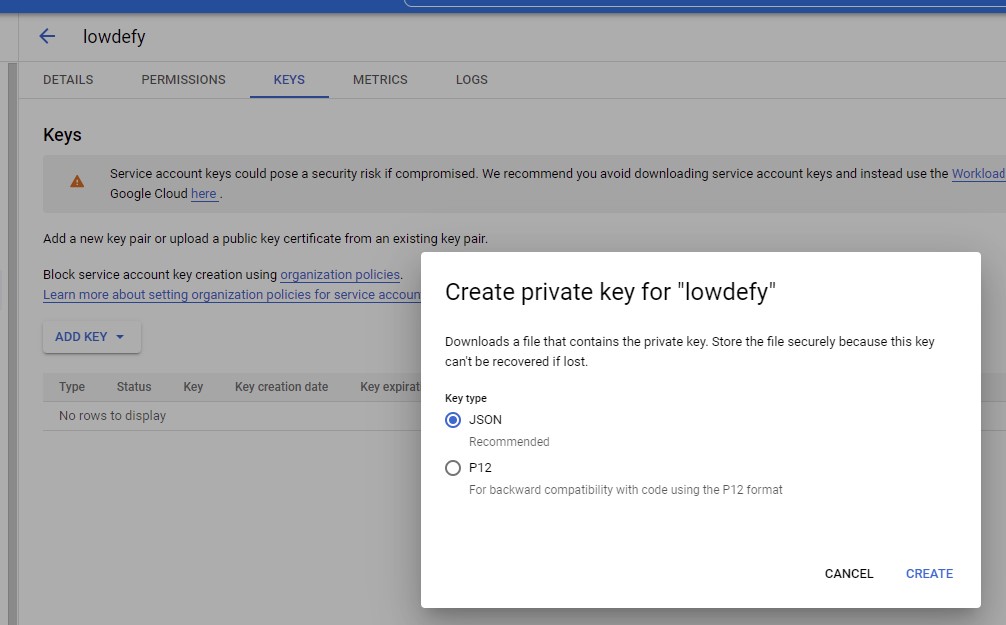 lowdefy
DETAILS PERMISSIONS KEYS METRICS LOGS
Keys
Service account keys could pose a security risk if compromised. We recommend you avoid downloading service account keys and instead use the Workload
Google Cloud here .
Add a new key pair or upload a public key certificate from an existing key pair.
Block service account key creation using organization policies.
Learn more about setting organization policies for service accoun
ADD KEY
Type Status Key Key creation date Key expirat
No rows to display
Create private key for "lowdefy"
Downloads a file that contains the private key. Store the file securely because this key
can't be recovered if lost.
Key type
JSON
Recommended
P12
For backward compatibility with code using the P12 format
CANCEL CREATE